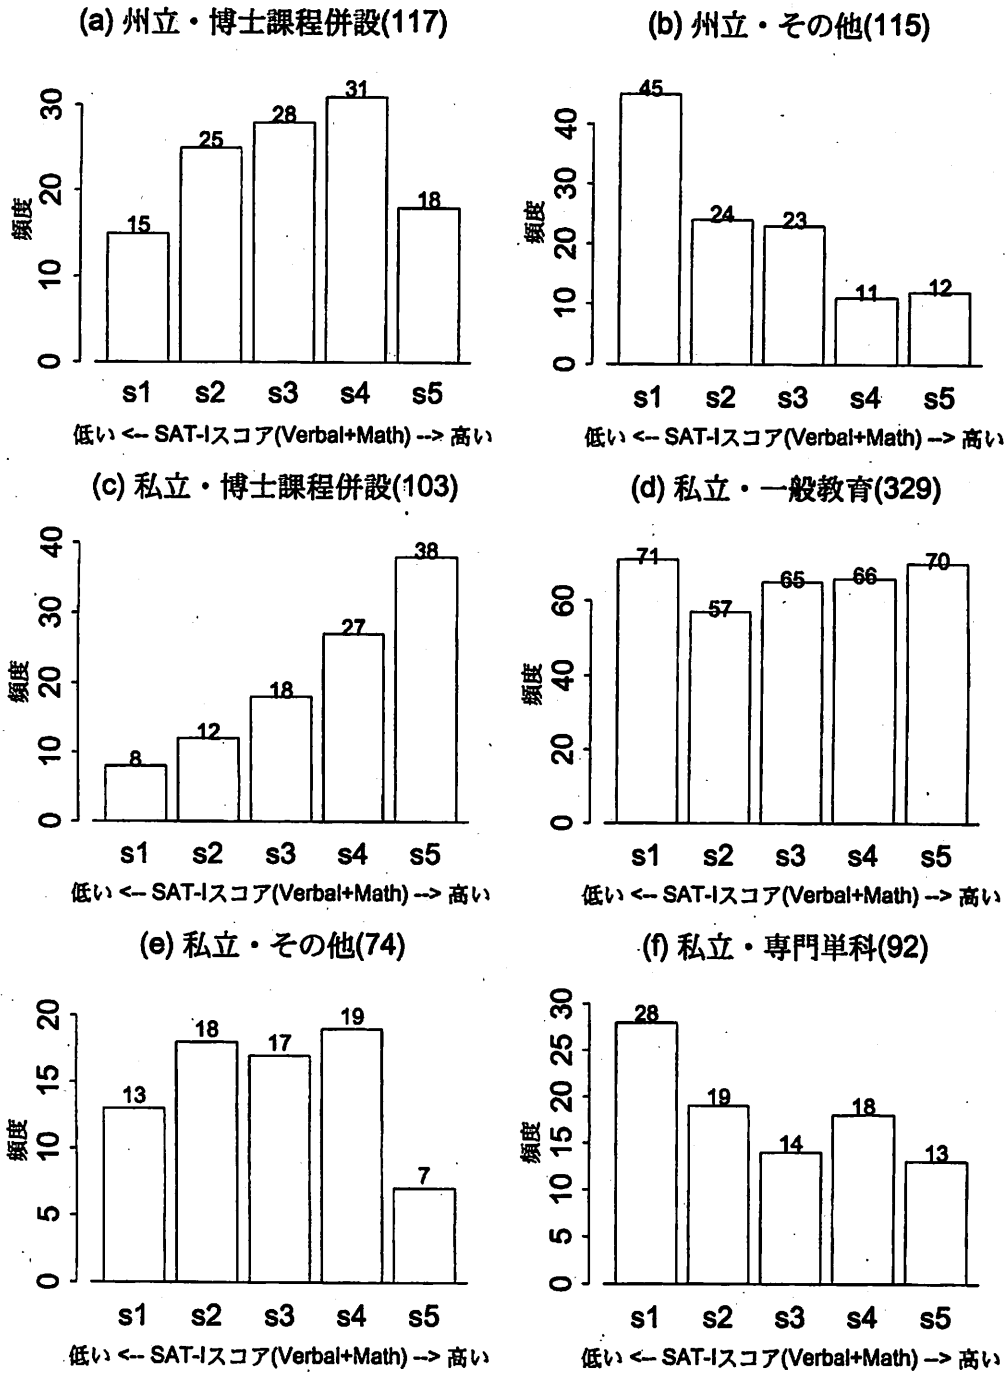 (a) 州立・博士課程併設(117)
頻度
30
20
10
0
15
25
28
31
18
s1 s2 s3 s4 s5
低い <-- SAT-Iスコア(Verbal+Math) --> 高い
(b) 州立・その他(115)
頻度
40
30
20
10
0
45
24
23
11
12
s1 s2 s3 s4 s5
低い <-- SAT-Iスコア(Verbal+Math) --> 高い
(c) 私立・博士課程併設(103)
頻度
40
30
20
10
0
8
12
18
27
38
s1 s2 s3 s4 s5
低い <-- SAT-Iスコア(Verbal+Math) --> 高い
(d) 私立・一般教育(329)
頻度
60
40
20
0
71
57
65
66
70
s1 s2 s3 s4 s5
低い <-- SAT-Iスコア(Verbal+Math) --> 高い
(e) 私立・その他(74)
頻度
20
15
10
5
0
13
18
17
19
7
s1 s2 s3 s4 s5
低い <-- SAT-Iスコア(Verbal+Math) --> 高い
(f) 私立・専門単科(92)
頻度
30
25
20
15
10
5
0
28
19
14
18
13
s1 s2 s3 s4 s5
低い <-- SAT-Iスコア(Verbal+Math) --> 高い